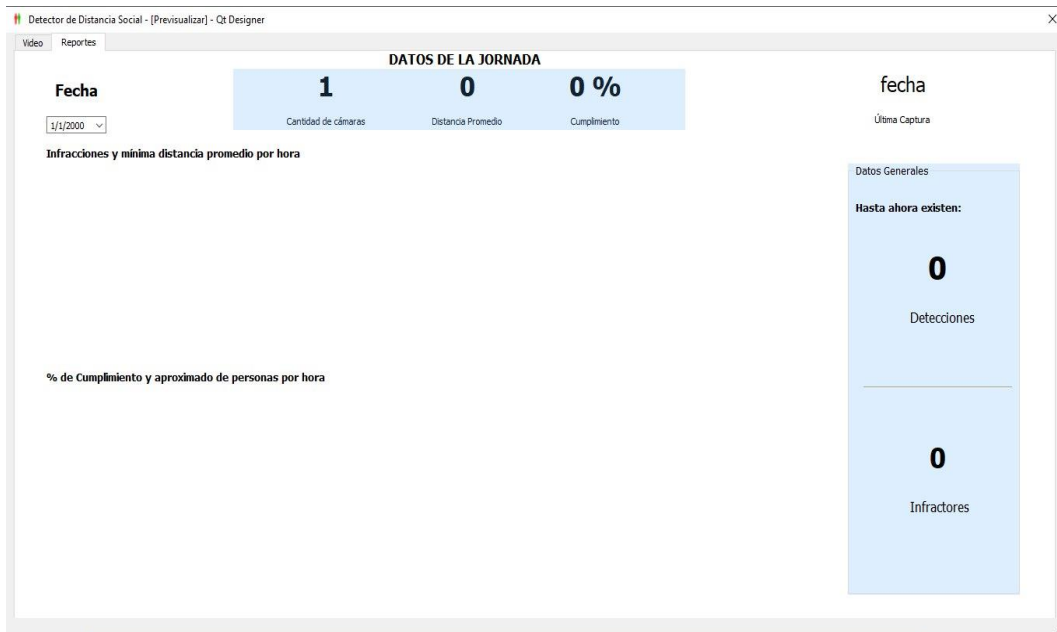 Detector de Distancia Social - [Previsualizar] - Qt Designer
Video Reportes
DATOS DE LA JORNADA
Fecha
1/1/2000
1 0 0 %
Cantidad de cámaras Distancia Promedio Cumplimiento
fecha
Última Captura
Infracciones y mínima distancia promedio por hora
Datos Generales
Hasta ahora existen:
0
Detecciones
% de Cumplimiento y aproximado de personas por hora
0
Infractores